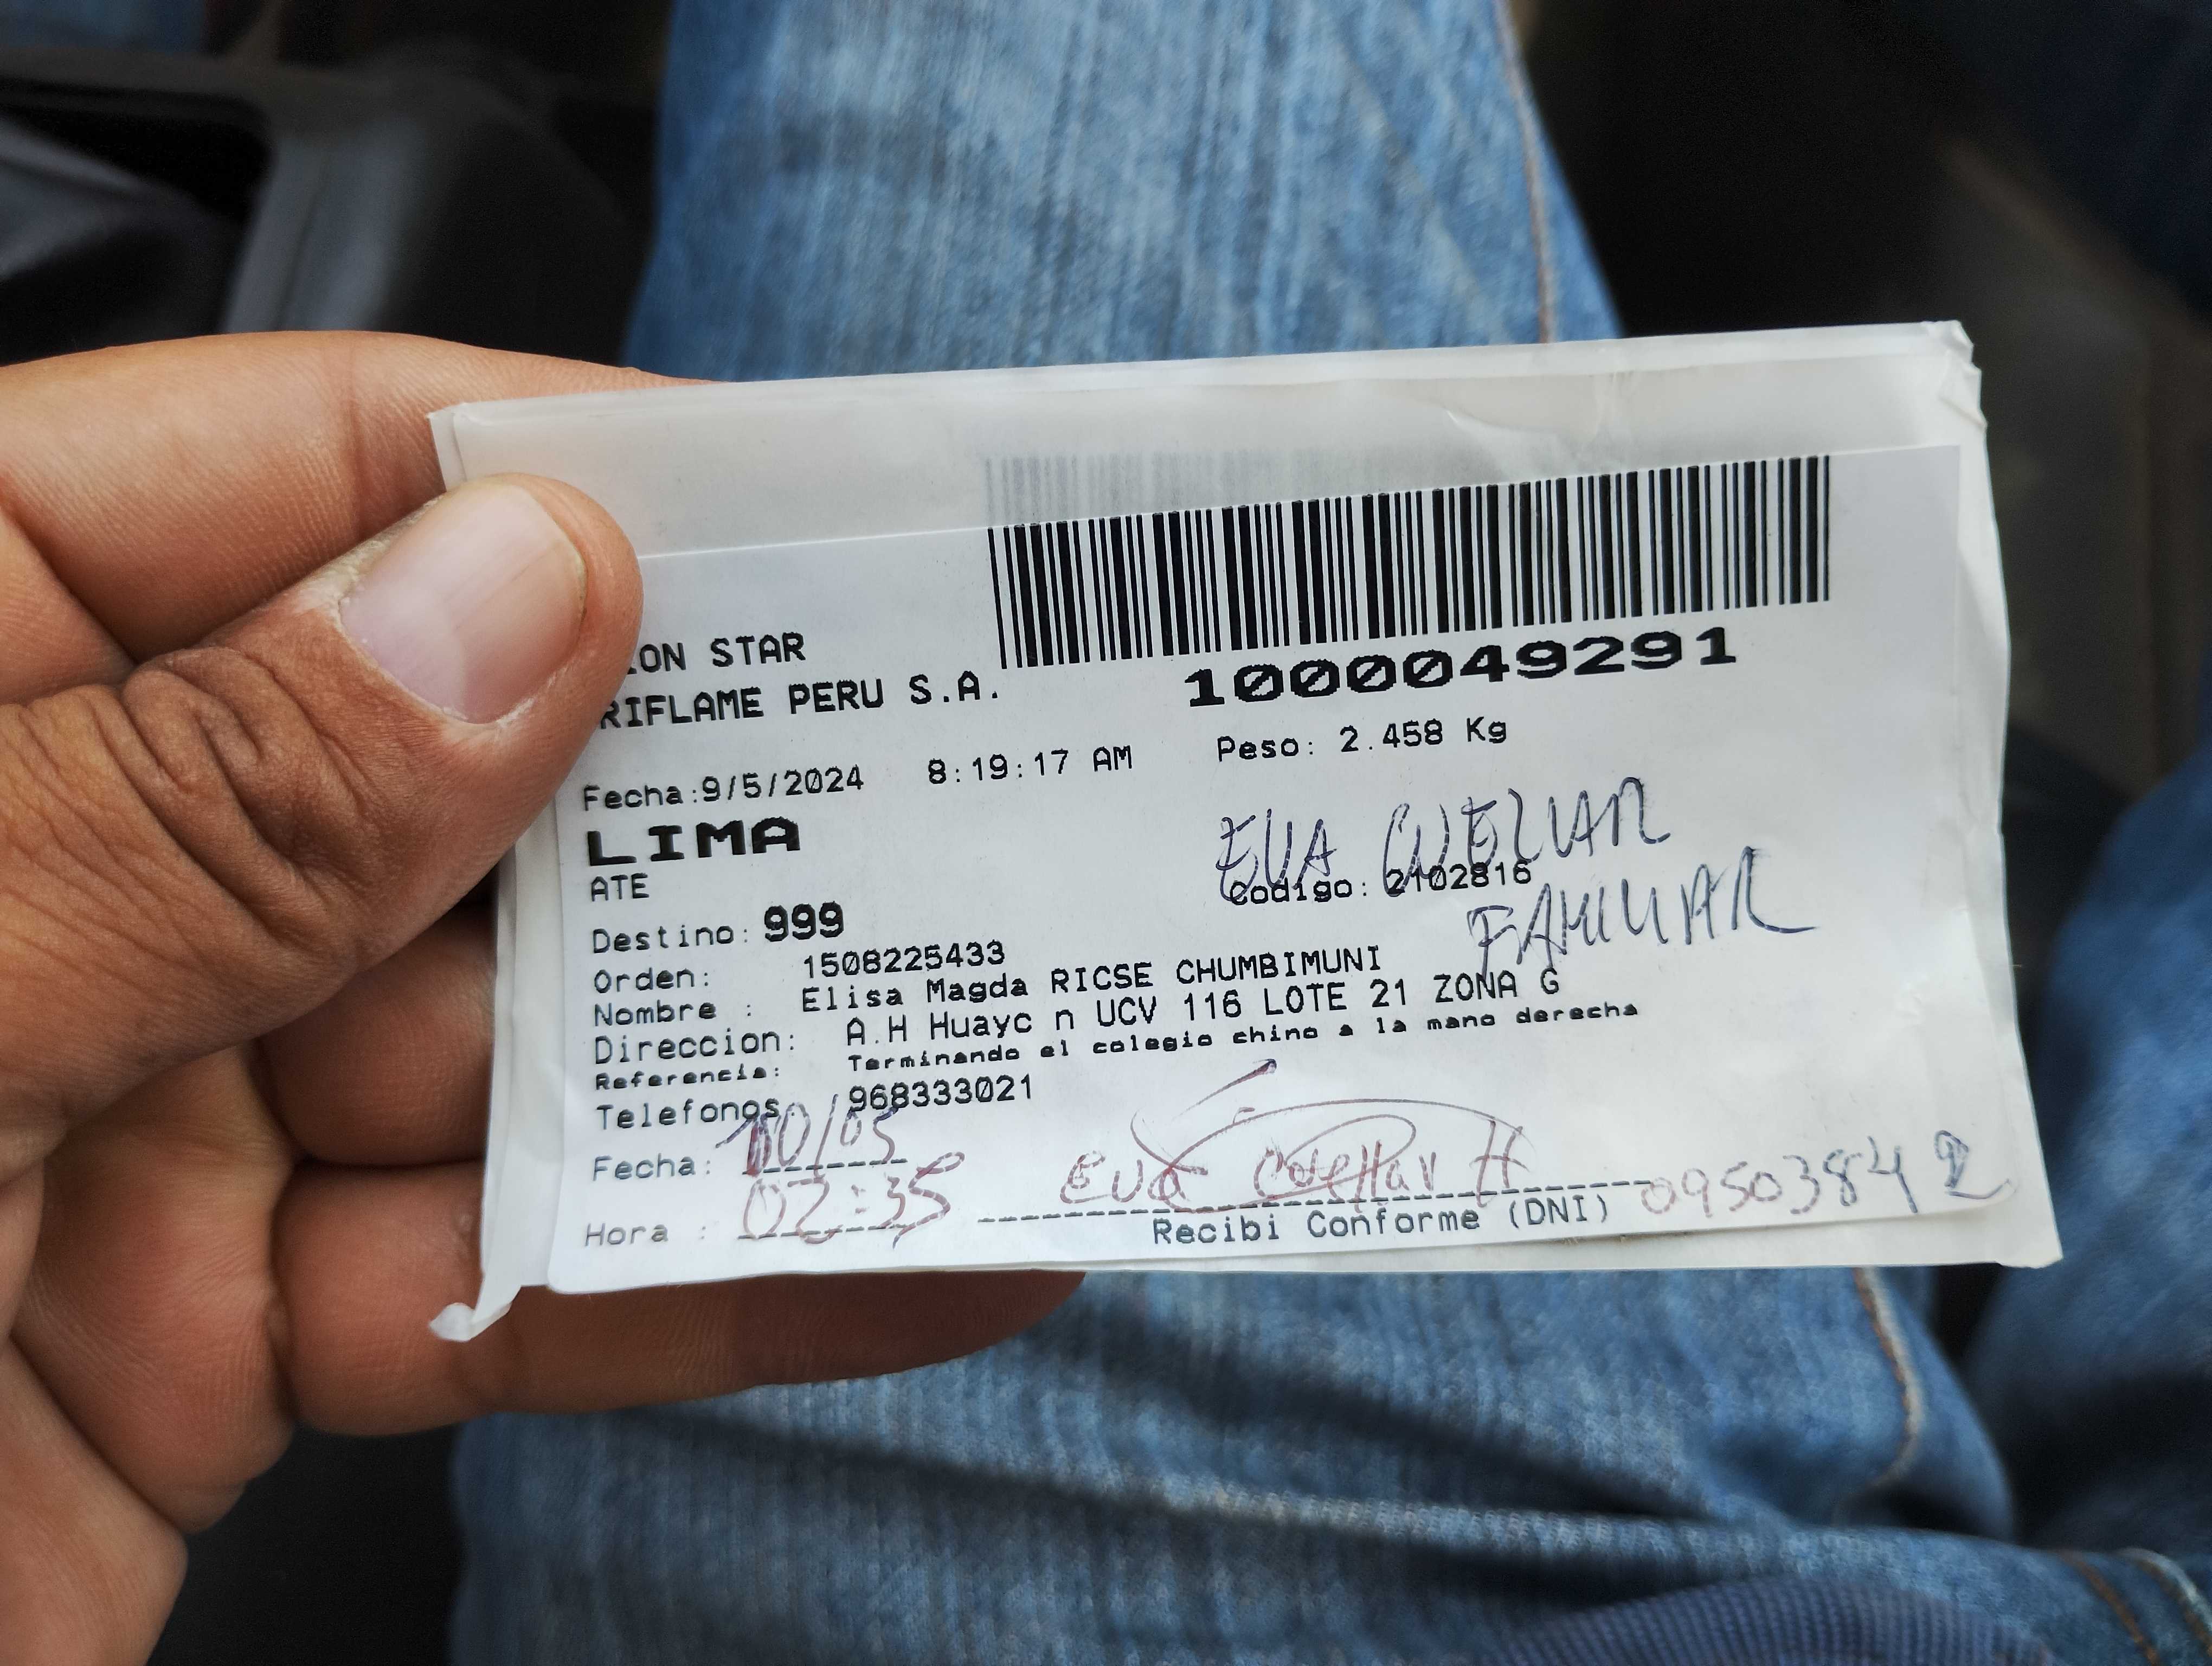 ION STAR
RIFLAME PERU S.A.
1000049291
Fecha:9/5/2024 8:19:17 AM Peso: 2.458 Kg
LIMA
EVA CUELLAR
ATE
Codigo: 2102816
FAMILIAR
Destino: 999
Orden: 1508225433
Nombre : Elisa Magda RICSE CHUMBIMUNI
Direccion: A.H Huayc n UCV 116 LOTE 21 ZONA G
Referencia: Terminando el colegio chino a la mano derecha
Telefonos: 968333021
Fecha: 10/05
Hora : 02:35
Eva Cuellar H
09503842
Recibi Conforme (DNI)